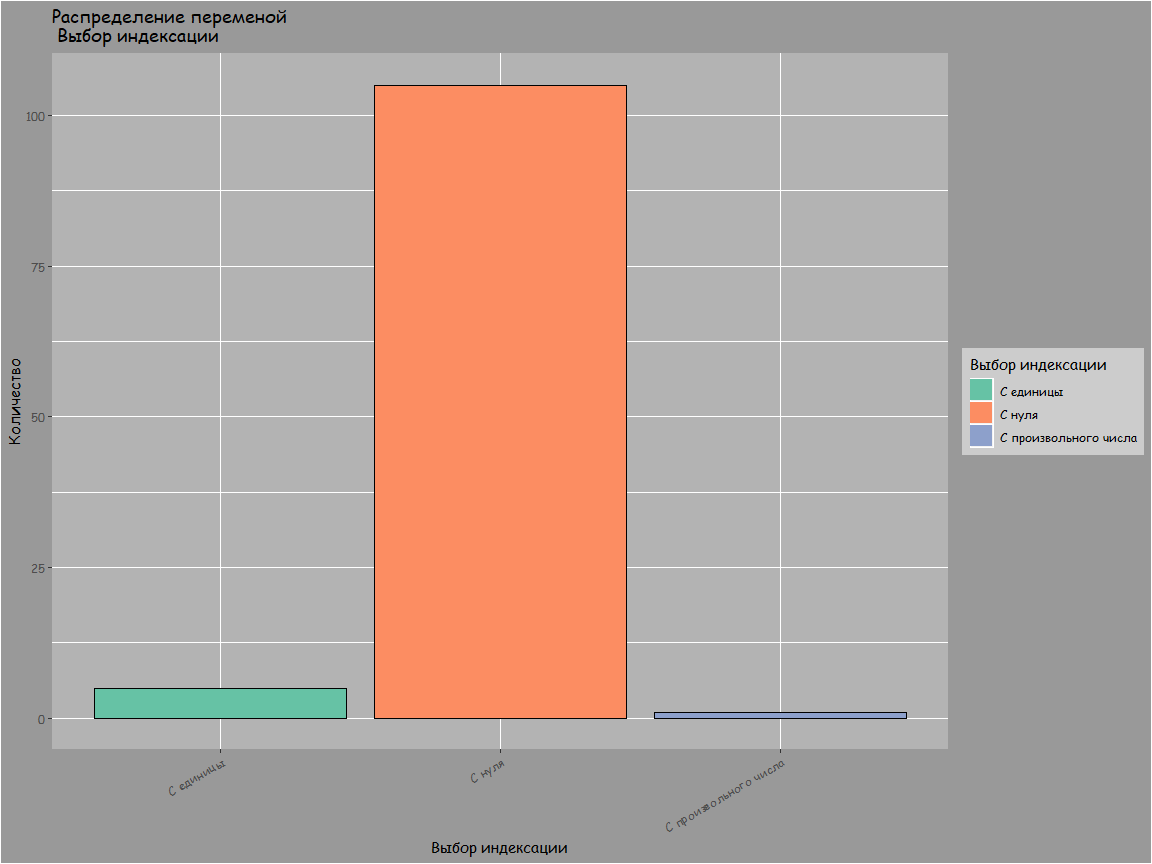 Распределение переменой
Выбор индексации
Количество
100
75
50
25
0
С единицы
С нуля
С произвольного числа
Выбор индексации
Выбор индексации
С единицы
С нуля
С произвольного числа